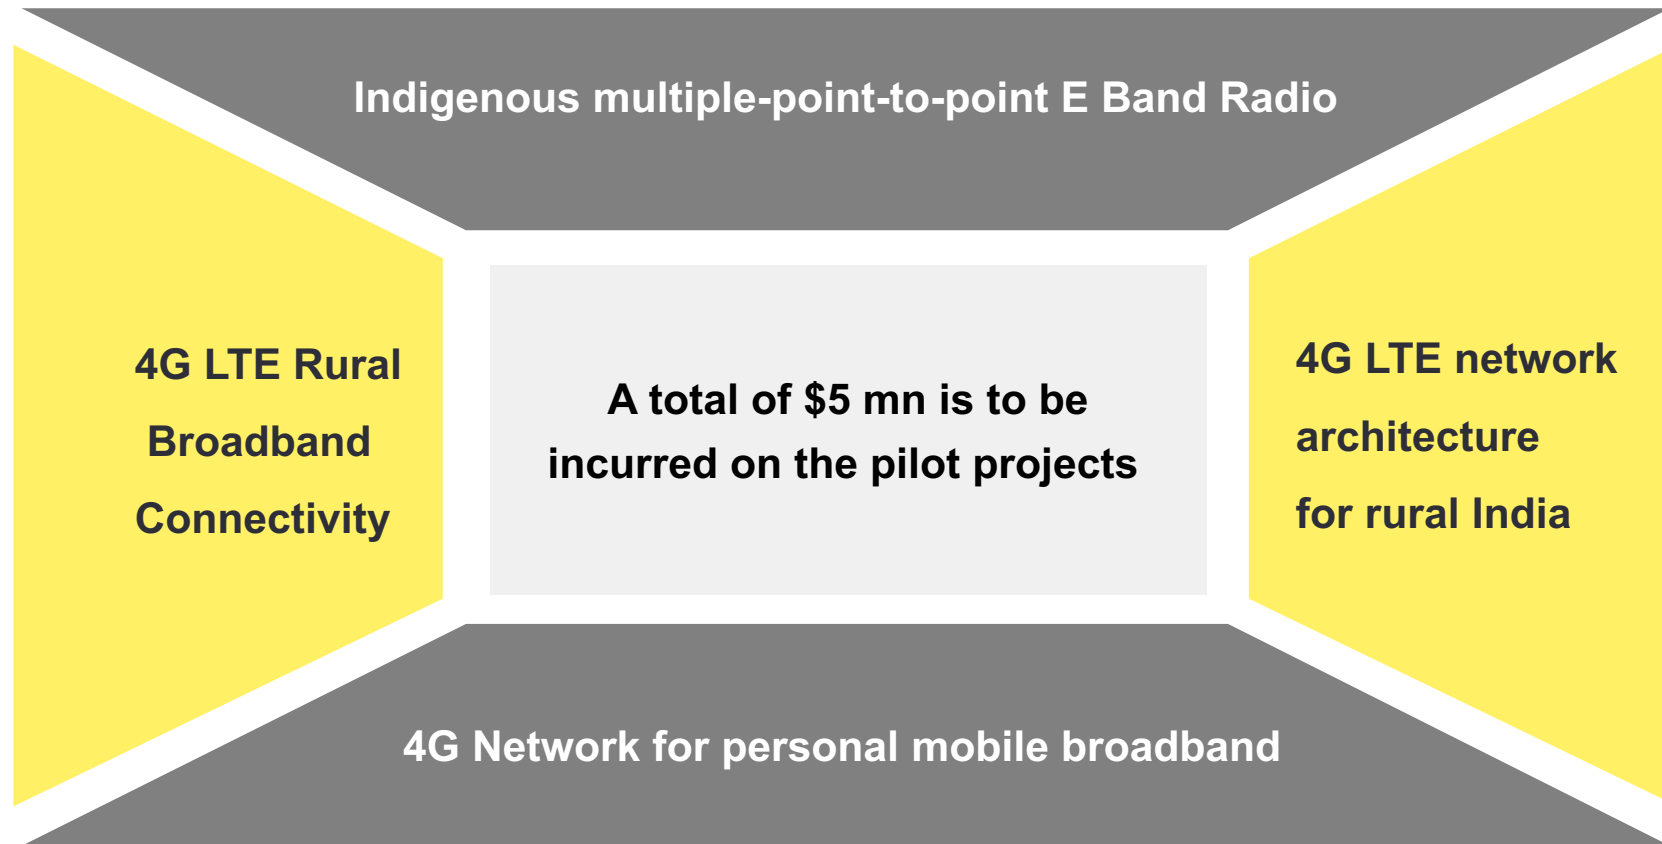 Indigenous multiple-point-to-point E Band Radio
4G LTE Rural
Broadband
Connectivity
A total of $5 mn is to be
incurred on the pilot projects
4G LTE network
architecture
for rural India
4G Network for personal mobile broadband